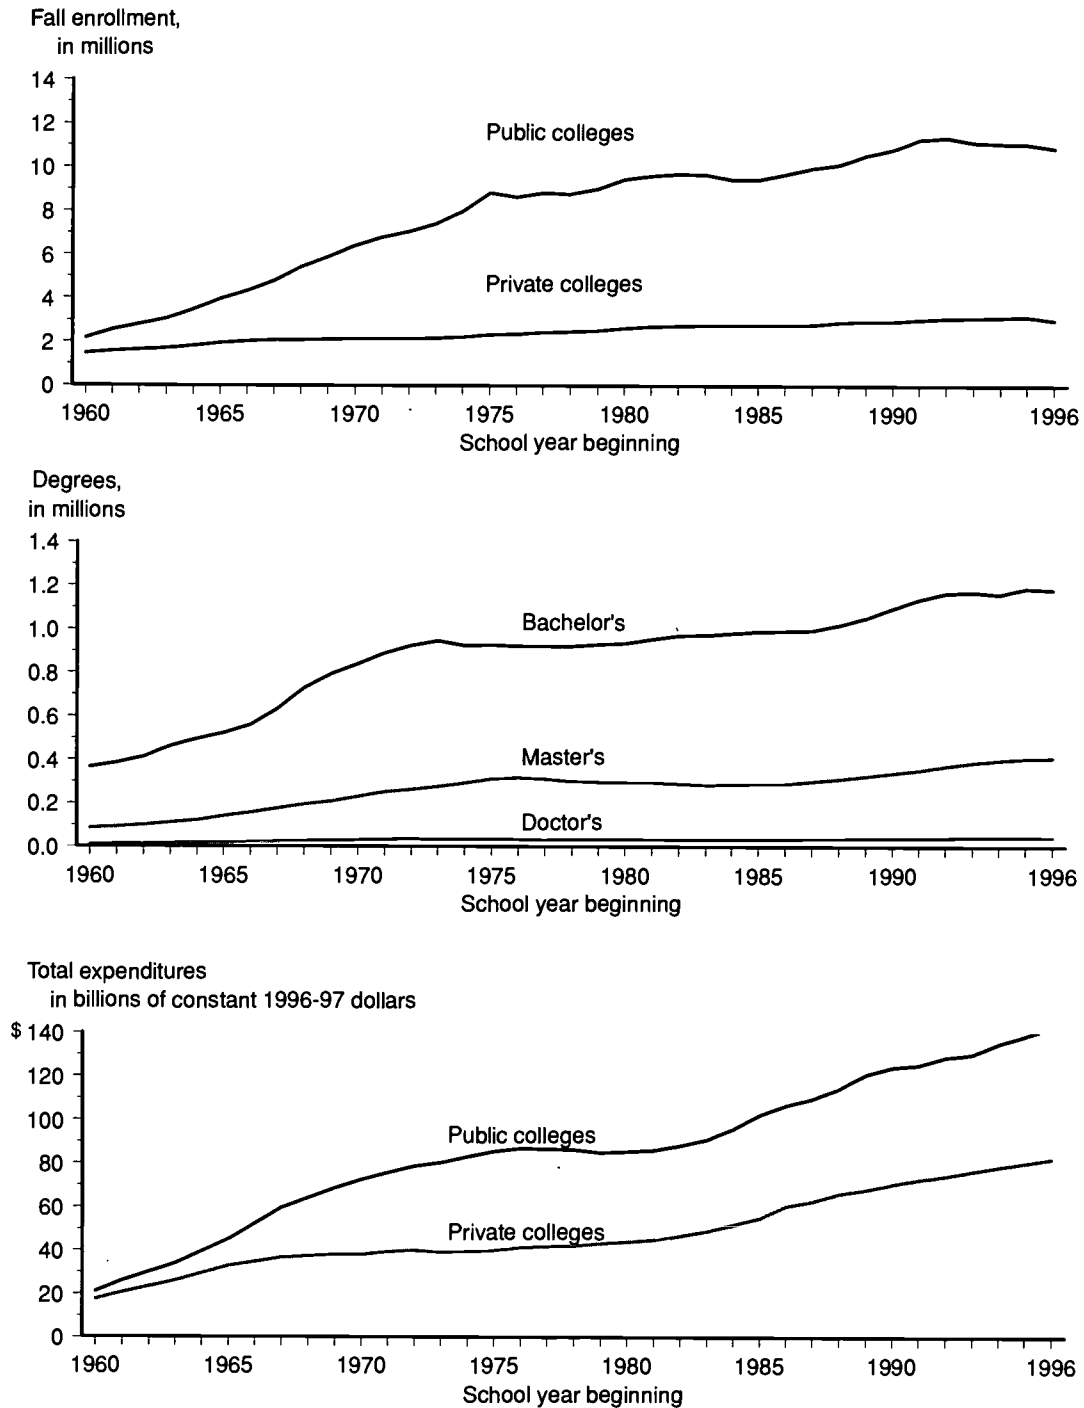 Fall enrollment,
in millions
14
12
10
8
6
4
2
0
Public colleges
Private colleges
1960 1965 1970 1975 1980 1985 1990 1996
School year beginning
Degrees,
in millions
1.4
1.2
1.0
0.8
0.6
0.4
0.2
0.0
Bachelor's
Master's
Doctor's
1960 1965 1970 1975 1980 1985 1990 1996
School year beginning
Total expenditures
in billions of constant 1996-97 dollars
$ 140
120
100
80
60
40
20
0
Public colleges
Private colleges
1960 1965 1970 1975 1980 1985 1990 1996
School year beginning